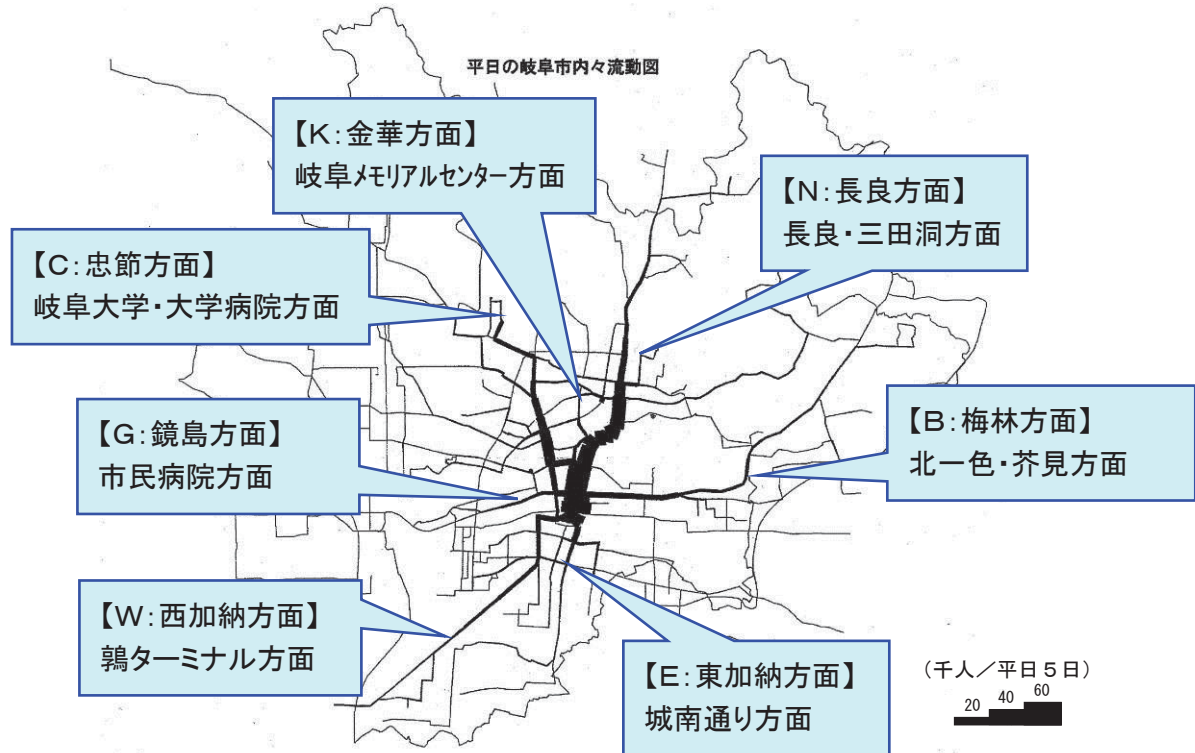 平日の岐阜市内々流動図
【K:金華方面】
岐阜メモリアルセンター方面
【N:長良方面】
長良・三田洞方面
【C:忠節方面】
岐阜大学・大学病院方面
【G:鏡島方面】
市民病院方面
【B:梅林方面】
北一色・芥見方面
【W:西加納方面】
鶉ターミナル方面
【E:東加納方面】
城南通り方面
(千人/平日5日)
20 40 60